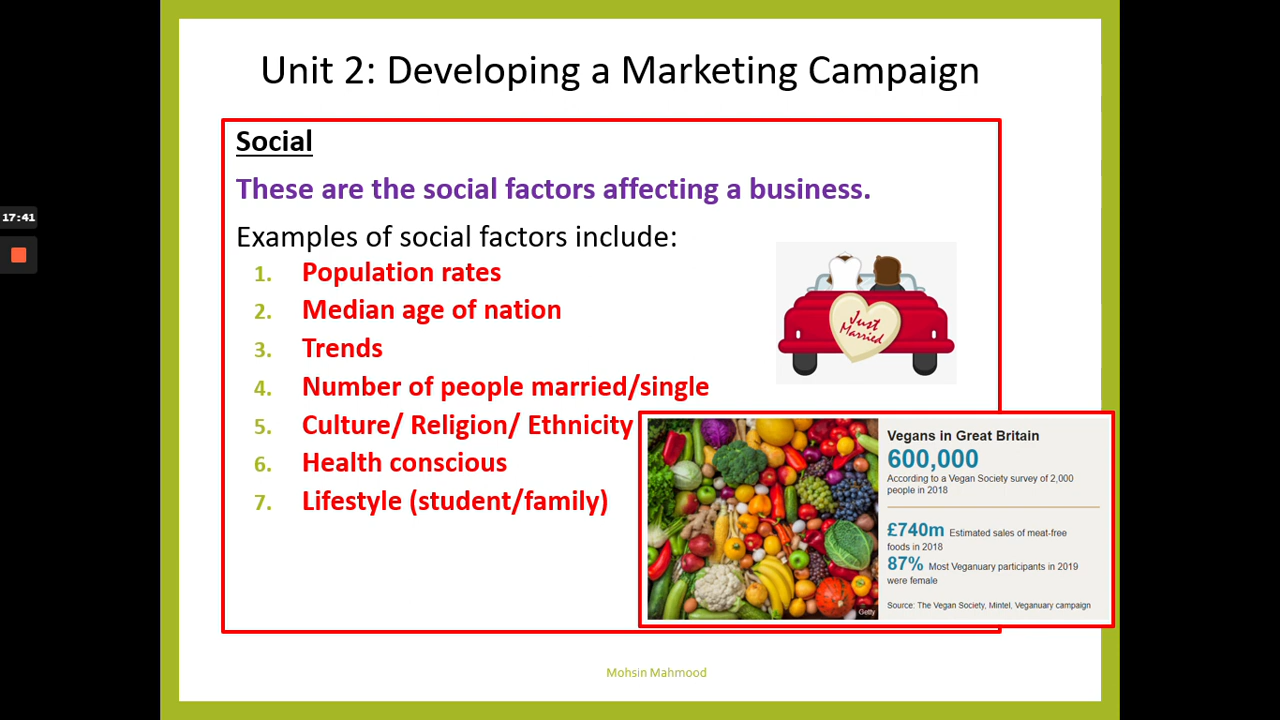 Unit 2: Developing a Marketing Campaign
Social
These are the social factors affecting a business.
Examples of social factors include:
1. Population rates
2. Median age of nation
3. Trends
4. Number of people married/single
5. Culture/ Religion/ Ethnicity
6. Health conscious
7. Lifestyle (student/family)
Just
Married
Vegans in Great Britain
600,000
According to a Vegan Society survey of 2,000
people in 2018
£740m Estimated sales of meat-free
foods in 2018
87% Most Veganuary participants in 2019
were female
Source: The Vegan Society, Mintel, Veganuary campaign
Getty
17:41
Mohsin Mahmood